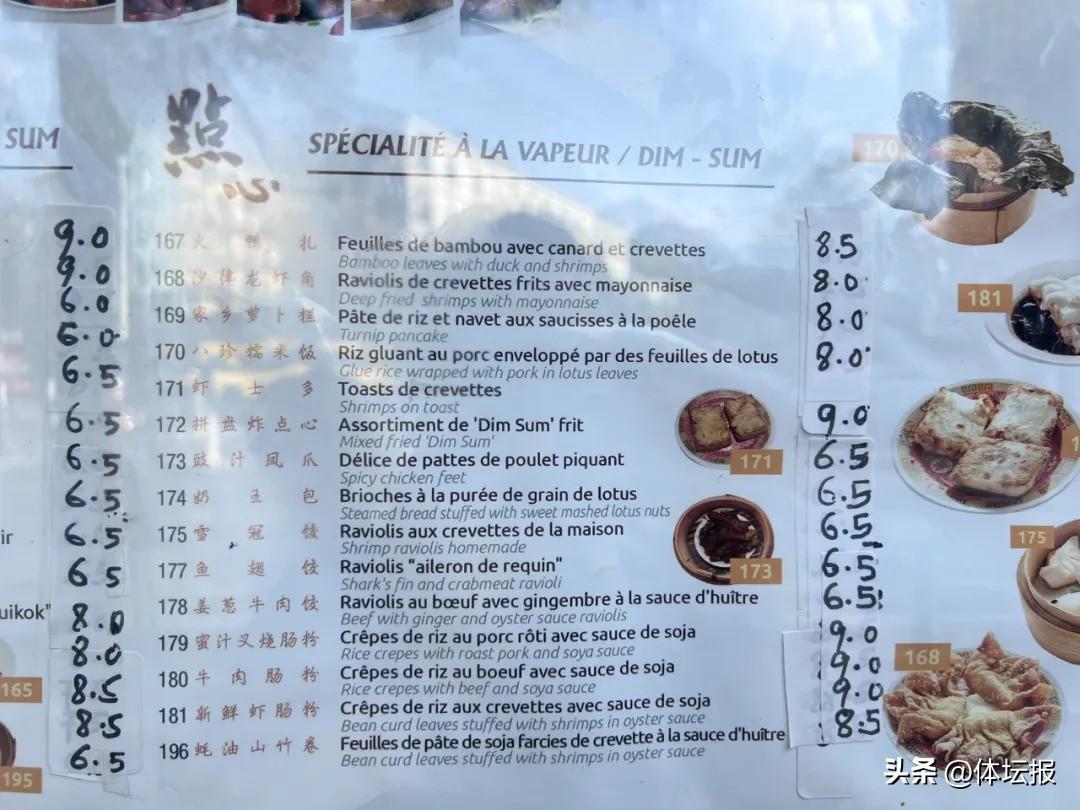 SUM
點心
SPÉCIALITÉ À LA VAPEUR / DIM - SUM
9.0
9.0
6.0
6.0
6.5
6.5
6.5
6.5
6.5
6.5
8.0
8.0
8.5
8.5
6.5
ir
uikok"
165
195
167 火鸭扎 Feuilles de bambou avec canard et crevettes 8.5
Bamboo leaves with duck and shrimps
168 沙律龙虾角 Raviolis de crevettes frits avec mayonnaise 8.0
Deep fried shrimps with mayonnaise
169 家乡萝卜糕 Pâte de riz et navet aux saucisses à la poêle 8.0
Turnip pancake
170 八珍糯米饭 Riz gluant au porc enveloppé par des feuilles de lotus 8.0
Glue rice wrapped with pork in lotus leaves
171 虾士多 Toasts de crevettes
Shrimps on toast
172 拼盘炸点心 Assortiment de 'Dim Sum' frit 9.0
Mixed fried 'Dim Sum'
173 豉汁凤爪 Délice de pattes de poulet piquant 6.5
Spicy chicken feet
174 奶王包 Brioches à la purée de grain de lotus 6.5
Steamed bread stuffed with sweet mashed lotus nuts
175 雪冠饺 Raviolis aux crevettes de la maison 6.5
Shrimp raviolis homemade
177 鱼翅饺 Raviolis "aileron de requin" 6.5
Shark's fin and crabmeat ravioli
178 姜葱牛肉饺 Raviolis au bœuf avec gingembre à la sauce d'huître 6.5
Beef with ginger and oyster sauce raviolis
179 蜜汁叉烧肠粉 Crêpes de riz au porc rôti avec sauce de soja 9.0
Rice crepes with roast pork and soya sauce
180 牛肉肠粉 Crêpes de riz au boeuf avec sauce de soja 9.0
Rice crepes with beef and soya sauce
181 新鲜虾肠粉 Crêpes de riz aux crevettes avec sauce de soja 9.0
Bean curd leaves stuffed with shrimps in oyster sauce
196 蚝油山竹卷 Feuilles de pâte de soja farcies de crevette à la sauce d'huître 8.5
Bean curd leaves stuffed with shrimps in oyster sauce
171
173
170
181
1
175
168
头条 @体坛报